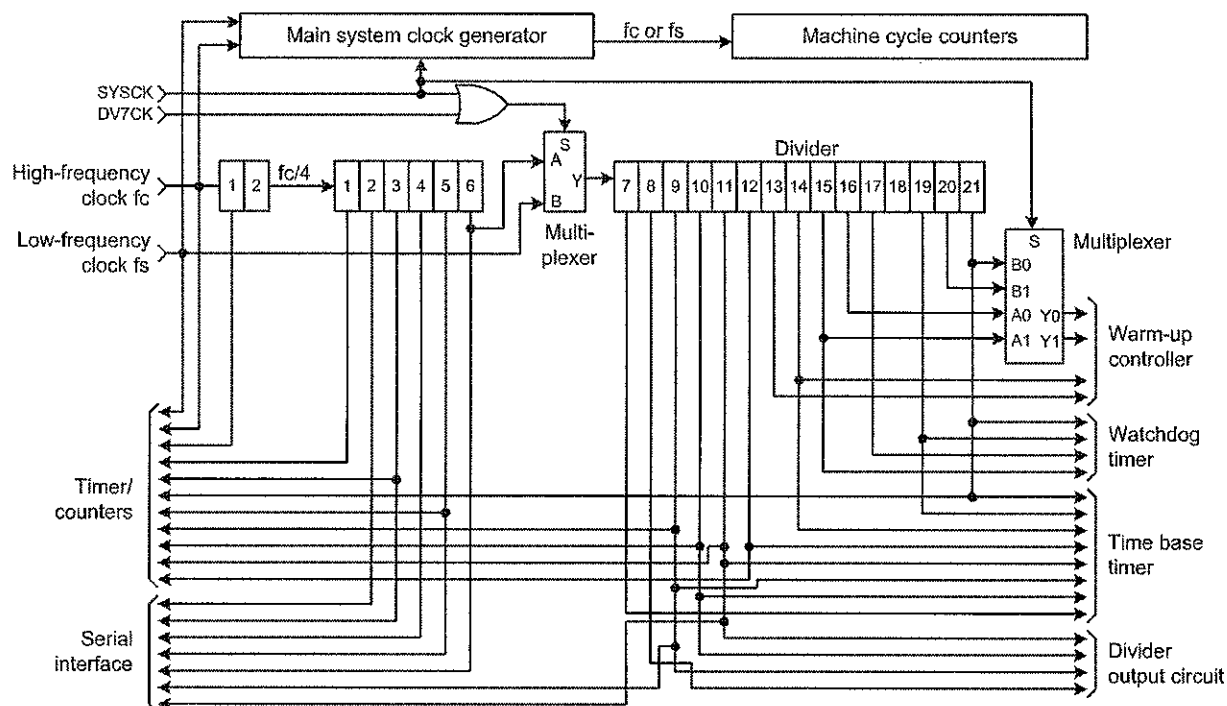 Main system clock generator
fc or fs
Machine cycle counters
SYSCK
DV7CK
High-frequency
clock fc
Low-frequency
clock fs
1 2
fc/4
1 2 3 4 5 6
S
A
B
Y
Multi-
plexer
Divider
7 8 9 10 11 12 13 14 15 16 17 18 19 20 21
S
B0
B1
A0 Y0
A1 Y1
Multiplexer
Warm-up
controller
Watchdog
timer
Timer/
counters
Time base
timer
Serial
interface
Divider
output circuit